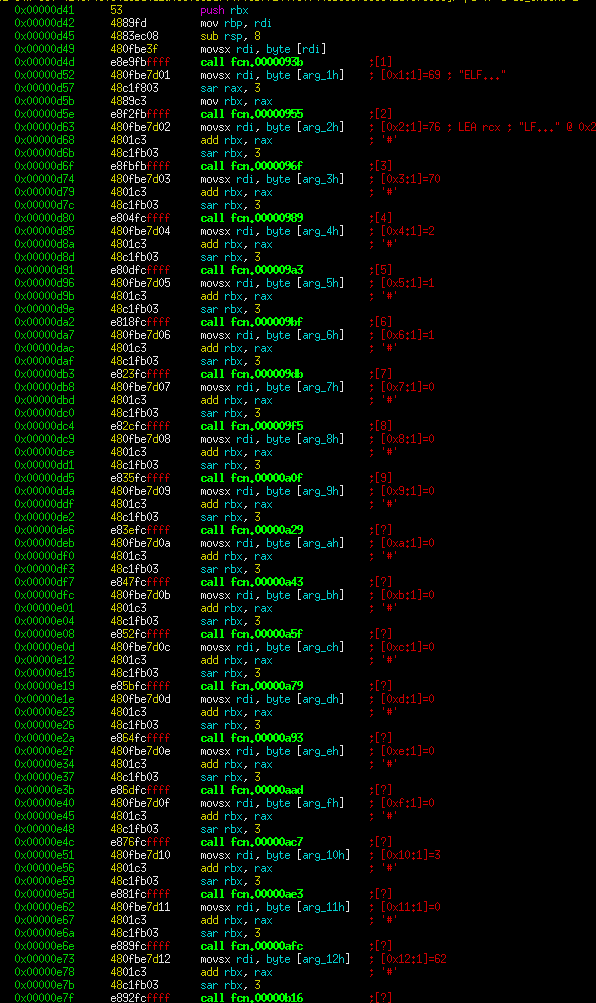 0x00000d41 53 push rbx
0x00000d42 4889fd mov rbp, rdi
0x00000d45 4883ec08 sub rsp, 8
0x00000d49 480fbe3f movsx rdi, byte [rdi]
0x00000d4d e8e9fbffff call fcn.0000093b ;[1]
0x00000d52 480fbe7d01 movsx rdi, byte [arg_1h] ; [0x1:1]=69 ; "ELF..."
0x00000d57 48c1f803 sar rax, 3
0x00000d5b 4889c3 mov rbx, rax
0x00000d5e e8f2fbffff call fcn.00000955 ;[2]
0x00000d63 480fbe7d02 movsx rdi, byte [arg_2h] ; [0x2:1]=76 ; LEA rcx ; "LF..." @ 0x2
0x00000d68 4801c3 add rbx, rax ; '#'
0x00000d6b 48c1fb03 sar rbx, 3
0x00000d6f e8fbfbffff call fcn.0000096f ;[3]
0x00000d74 480fbe7d03 movsx rdi, byte [arg_3h] ; [0x3:1]=70
0x00000d79 4801c3 add rbx, rax ; '#'
0x00000d7c 48c1fb03 sar rbx, 3
0x00000d80 e804fcffff call fcn.00000989 ;[4]
0x00000d85 480fbe7d04 movsx rdi, byte [arg_4h] ; [0x4:1]=2
0x00000d8a 4801c3 add rbx, rax ; '#'
0x00000d8d 48c1fb03 sar rbx, 3
0x00000d91 e80dfcffff call fcn.000009a3 ;[5]
0x00000d96 480fbe7d05 movsx rdi, byte [arg_5h] ; [0x5:1]=1
0x00000d9b 4801c3 add rbx, rax ; '#'
0x00000d9e 48c1fb03 sar rbx, 3
0x00000da2 e818fcffff call fcn.000009bf ;[6]
0x00000da7 480fbe7d06 movsx rdi, byte [arg_6h] ; [0x6:1]=1
0x00000dac 4801c3 add rbx, rax ; '#'
0x00000daf 48c1fb03 sar rbx, 3
0x00000db3 e823fcffff call fcn.000009db ;[7]
0x00000db8 480fbe7d07 movsx rdi, byte [arg_7h] ; [0x7:1]=0
0x00000dbd 4801c3 add rbx, rax ; '#'
0x00000dc0 48c1fb03 sar rbx, 3
0x00000dc4 e82cfcffff call fcn.000009f5 ;[8]
0x00000dc9 480fbe7d08 movsx rdi, byte [arg_8h] ; [0x8:1]=0
0x00000dce 4801c3 add rbx, rax ; '#'
0x00000dd1 48c1fb03 sar rbx, 3
0x00000dd5 e835fcffff call fcn.00000a0f ;[9]
0x00000dda 480fbe7d09 movsx rdi, byte [arg_9h] ; [0x9:1]=0
0x00000ddf 4801c3 add rbx, rax ; '#'
0x00000de2 48c1fb03 sar rbx, 3
0x00000de6 e83efcffff call fcn.00000a29 ;[?]
0x00000deb 480fbe7d0a movsx rdi, byte [arg_ah] ; [0xa:1]=0
0x00000df0 4801c3 add rbx, rax ; '#'
0x00000df3 48c1fb03 sar rbx, 3
0x00000df7 e847fcffff call fcn.00000a43 ;[?]
0x00000dfc 480fbe7d0b movsx rdi, byte [arg_bh] ; [0xb:1]=0
0x00000e01 4801c3 add rbx, rax ; '#'
0x00000e04 48c1fb03 sar rbx, 3
0x00000e08 e852fcffff call fcn.00000a5f ;[?]
0x00000e0d 480fbe7d0c movsx rdi, byte [arg_ch] ; [0xc:1]=0
0x00000e12 4801c3 add rbx, rax ; '#'
0x00000e15 48c1fb03 sar rbx, 3
0x00000e19 e85bfcffff call fcn.00000a79 ;[?]
0x00000e1e 480fbe7d0d movsx rdi, byte [arg_dh] ; [0xd:1]=0
0x00000e23 4801c3 add rbx, rax ; '#'
0x00000e26 48c1fb03 sar rbx, 3
0x00000e2a e864fcffff call fcn.00000a93 ;[?]
0x00000e2f 480fbe7d0e movsx rdi, byte [arg_eh] ; [0xe:1]=0
0x00000e34 4801c3 add rbx, rax ; '#'
0x00000e37 48c1fb03 sar rbx, 3
0x00000e3b e86dfcffff call fcn.00000aad ;[?]
0x00000e40 480fbe7d0f movsx rdi, byte [arg_fh] ; [0xf:1]=0
0x00000e45 4801c3 add rbx, rax ; '#'
0x00000e48 48c1fb03 sar rbx, 3
0x00000e4c e876fcffff call fcn.00000ac7 ;[?]
0x00000e51 480fbe7d10 movsx rdi, byte [arg_10h] ; [0x10:1]=3
0x00000e56 4801c3 add rbx, rax ; '#'
0x00000e59 48c1fb03 sar rbx, 3
0x00000e5d e881fcffff call fcn.00000ae3 ;[?]
0x00000e62 480fbe7d11 movsx rdi, byte [arg_11h] ; [0x11:1]=0
0x00000e67 4801c3 add rbx, rax ; '#'
0x00000e6a 48c1fb03 sar rbx, 3
0x00000e6e e889fcffff call fcn.00000afc ;[?]
0x00000e73 480fbe7d12 movsx rdi, byte [arg_12h] ; [0x12:1]=62
0x00000e78 4801c3 add rbx, rax ; '#'
0x00000e7b 48c1fb03 sar rbx, 3
0x00000e7f e892fcffff call fcn.00000b16 ;[?]